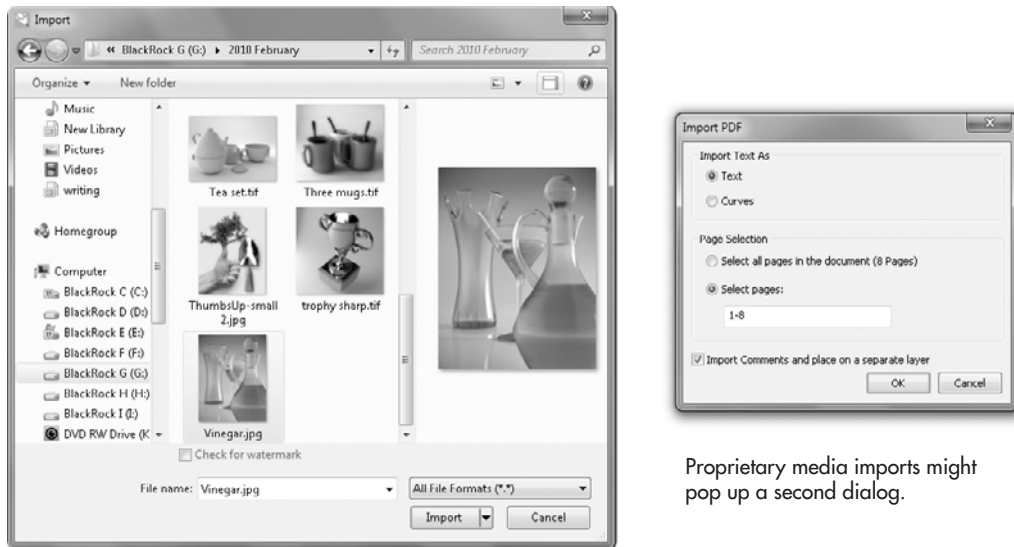 Import
« BlackRock G (G:) ▸ 2010 February
Search 2010 February
Organize ▾ New folder
Music
New Library
Pictures
Videos
writing
Homegroup
Computer
BlackRock C (C:)
BlackRock D (D:)
BlackRock E (E:)
BlackRock F (F:)
BlackRock G (G:)
BlackRock H (H:)
BlackRock I (I:)
DVD RW Drive (K
Tea set.tif
Three mugs.tif
ThumbsUp-small
2.jpg
trophy sharp.tif
Vinegar.jpg
Check for watermark
File name: Vinegar.jpg
All File Formats (*.*)
Import
Cancel
Import PDF
Import Text As
Text
Curves
Page Selection
Select all pages in the document (8 Pages)
Select pages:
1-8
Import Comments and place on a separate layer
OK
Cancel
Proprietary media imports might
pop up a second dialog.